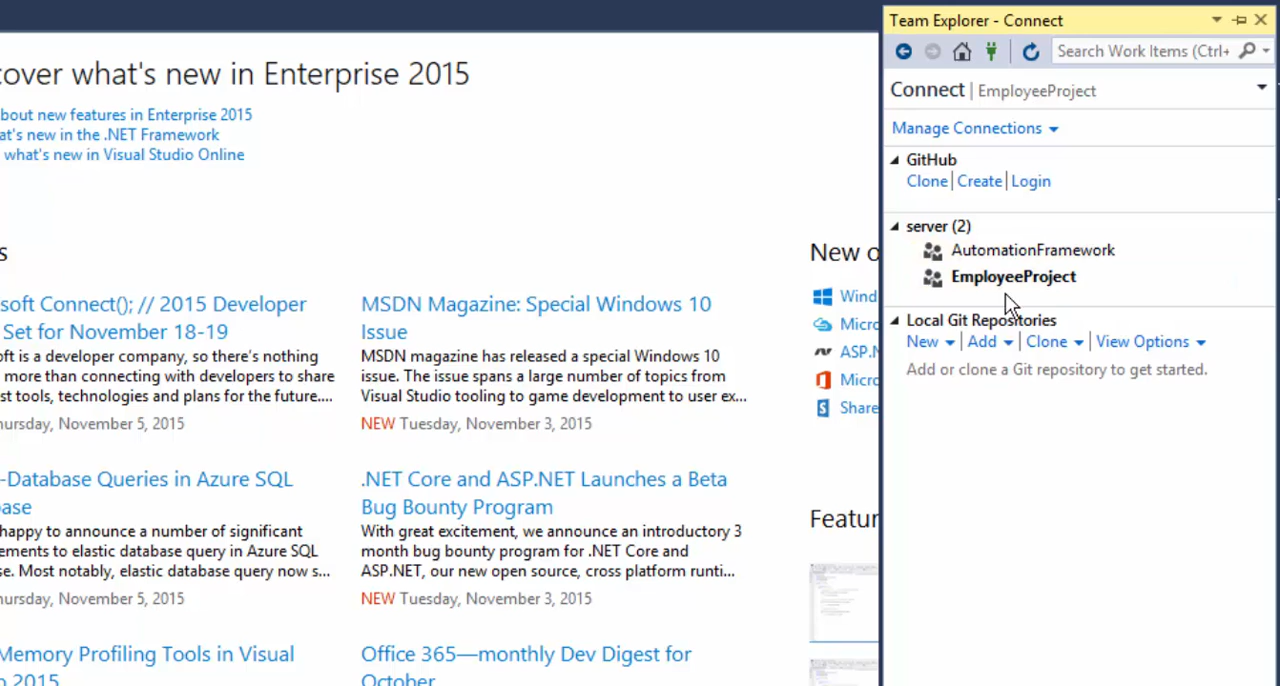 cover what's new in Enterprise 2015
bout new features in Enterprise 2015
at's new in the .NET Framework
what's new in Visual Studio Online
s
soft Connect(); // 2015 Developer
Set for November 18-19
oft is a developer company, so there's nothing
more than connecting with developers to share
st tools, technologies and plans for the future....
hursday, November 5, 2015
-Database Queries in Azure SQL
base
happy to announce a number of significant
ements to elastic database query in Azure SQL
se. Most notably, elastic database query now s...
hursday, November 5, 2015
Memory Profiling Tools in Visual
o 2015
MSDN Magazine: Special Windows 10
Issue
MSDN magazine has released a special Windows 10
issue. The issue spans a large number of topics from
Visual Studio tooling to game development to user ex...
NEW Tuesday, November 3, 2015
.NET Core and ASP.NET Launches a Beta
Bug Bounty Program
With great excitement, we announce an introductory 3
month bug bounty program for .NET Core and
ASP.NET, our new open source, cross platform runti...
NEW Tuesday, November 3, 2015
Office 365—monthly Dev Digest for
October
New o
Wind
Micro
ASP.N
Micro
Share
Featur
Team Explorer - Connect
Search Work Items (Ctrl+
Connect | EmployeeProject
Manage Connections
GitHub
Clone | Create | Login
server (2)
AutomationFramework
EmployeeProject
Local Git Repositories
New | Add | Clone | View Options
Add or clone a Git repository to get started.